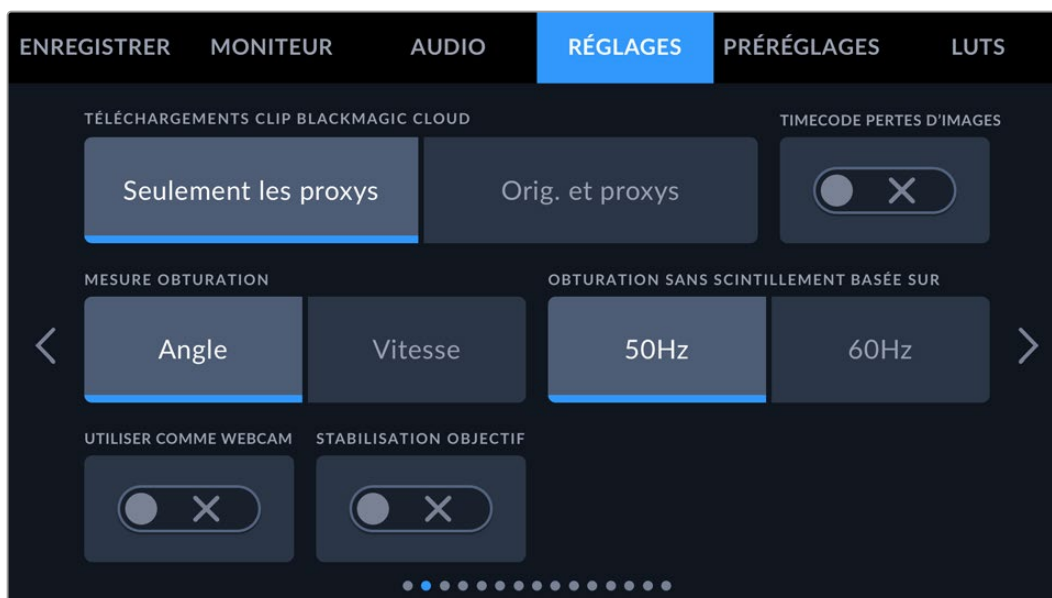 ENREGISTRER MONITEUR AUDIO RÉGLAGES PRÉRÉGLAGES LUTS
TÉLÉCHARGEMENTS CLIP BLACKMAGIC CLOUD TIMECODE PERTES D'IMAGES
Seulement les proxys Orig. et proxys
MESURE OBTURATION OBTURATION SANS SCINTILLEMENT BASÉE SUR
Angle Vitesse 50Hz 60Hz
UTILISER COMME WEBCAM STABILISATION OBJECTIF